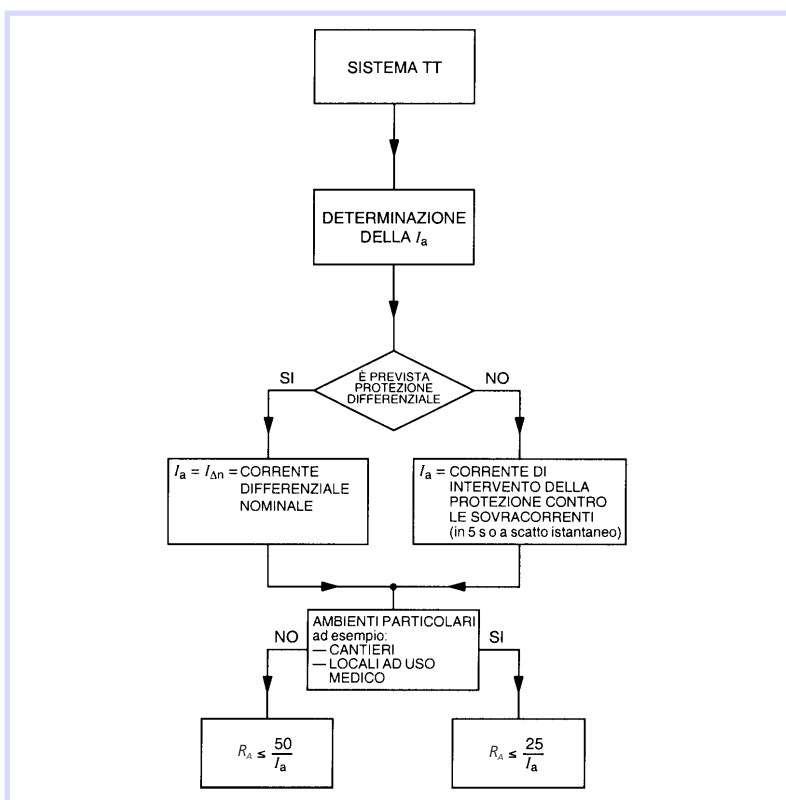 SISTEMA TT
DETERMINAZIONE
DELLA Ia
È PREVISTA
PROTEZIONE
DIFFERENZIALE
SI
NO
Ia = IΔn = CORRENTE
DIFFERENZIALE
NOMINALE
Ia = CORRENTE DI
INTERVENTO DELLA
PROTEZIONE CONTRO
LE SOVRACORRENTI
(in 5 s o a scatto istantaneo)
AMBIENTI PARTICOLARI
ad esempio:
— CANTIERI
— LOCALI AD USO
MEDICO
NO
SI
RA ≤ 50/Ia
RA ≤ 25/Ia